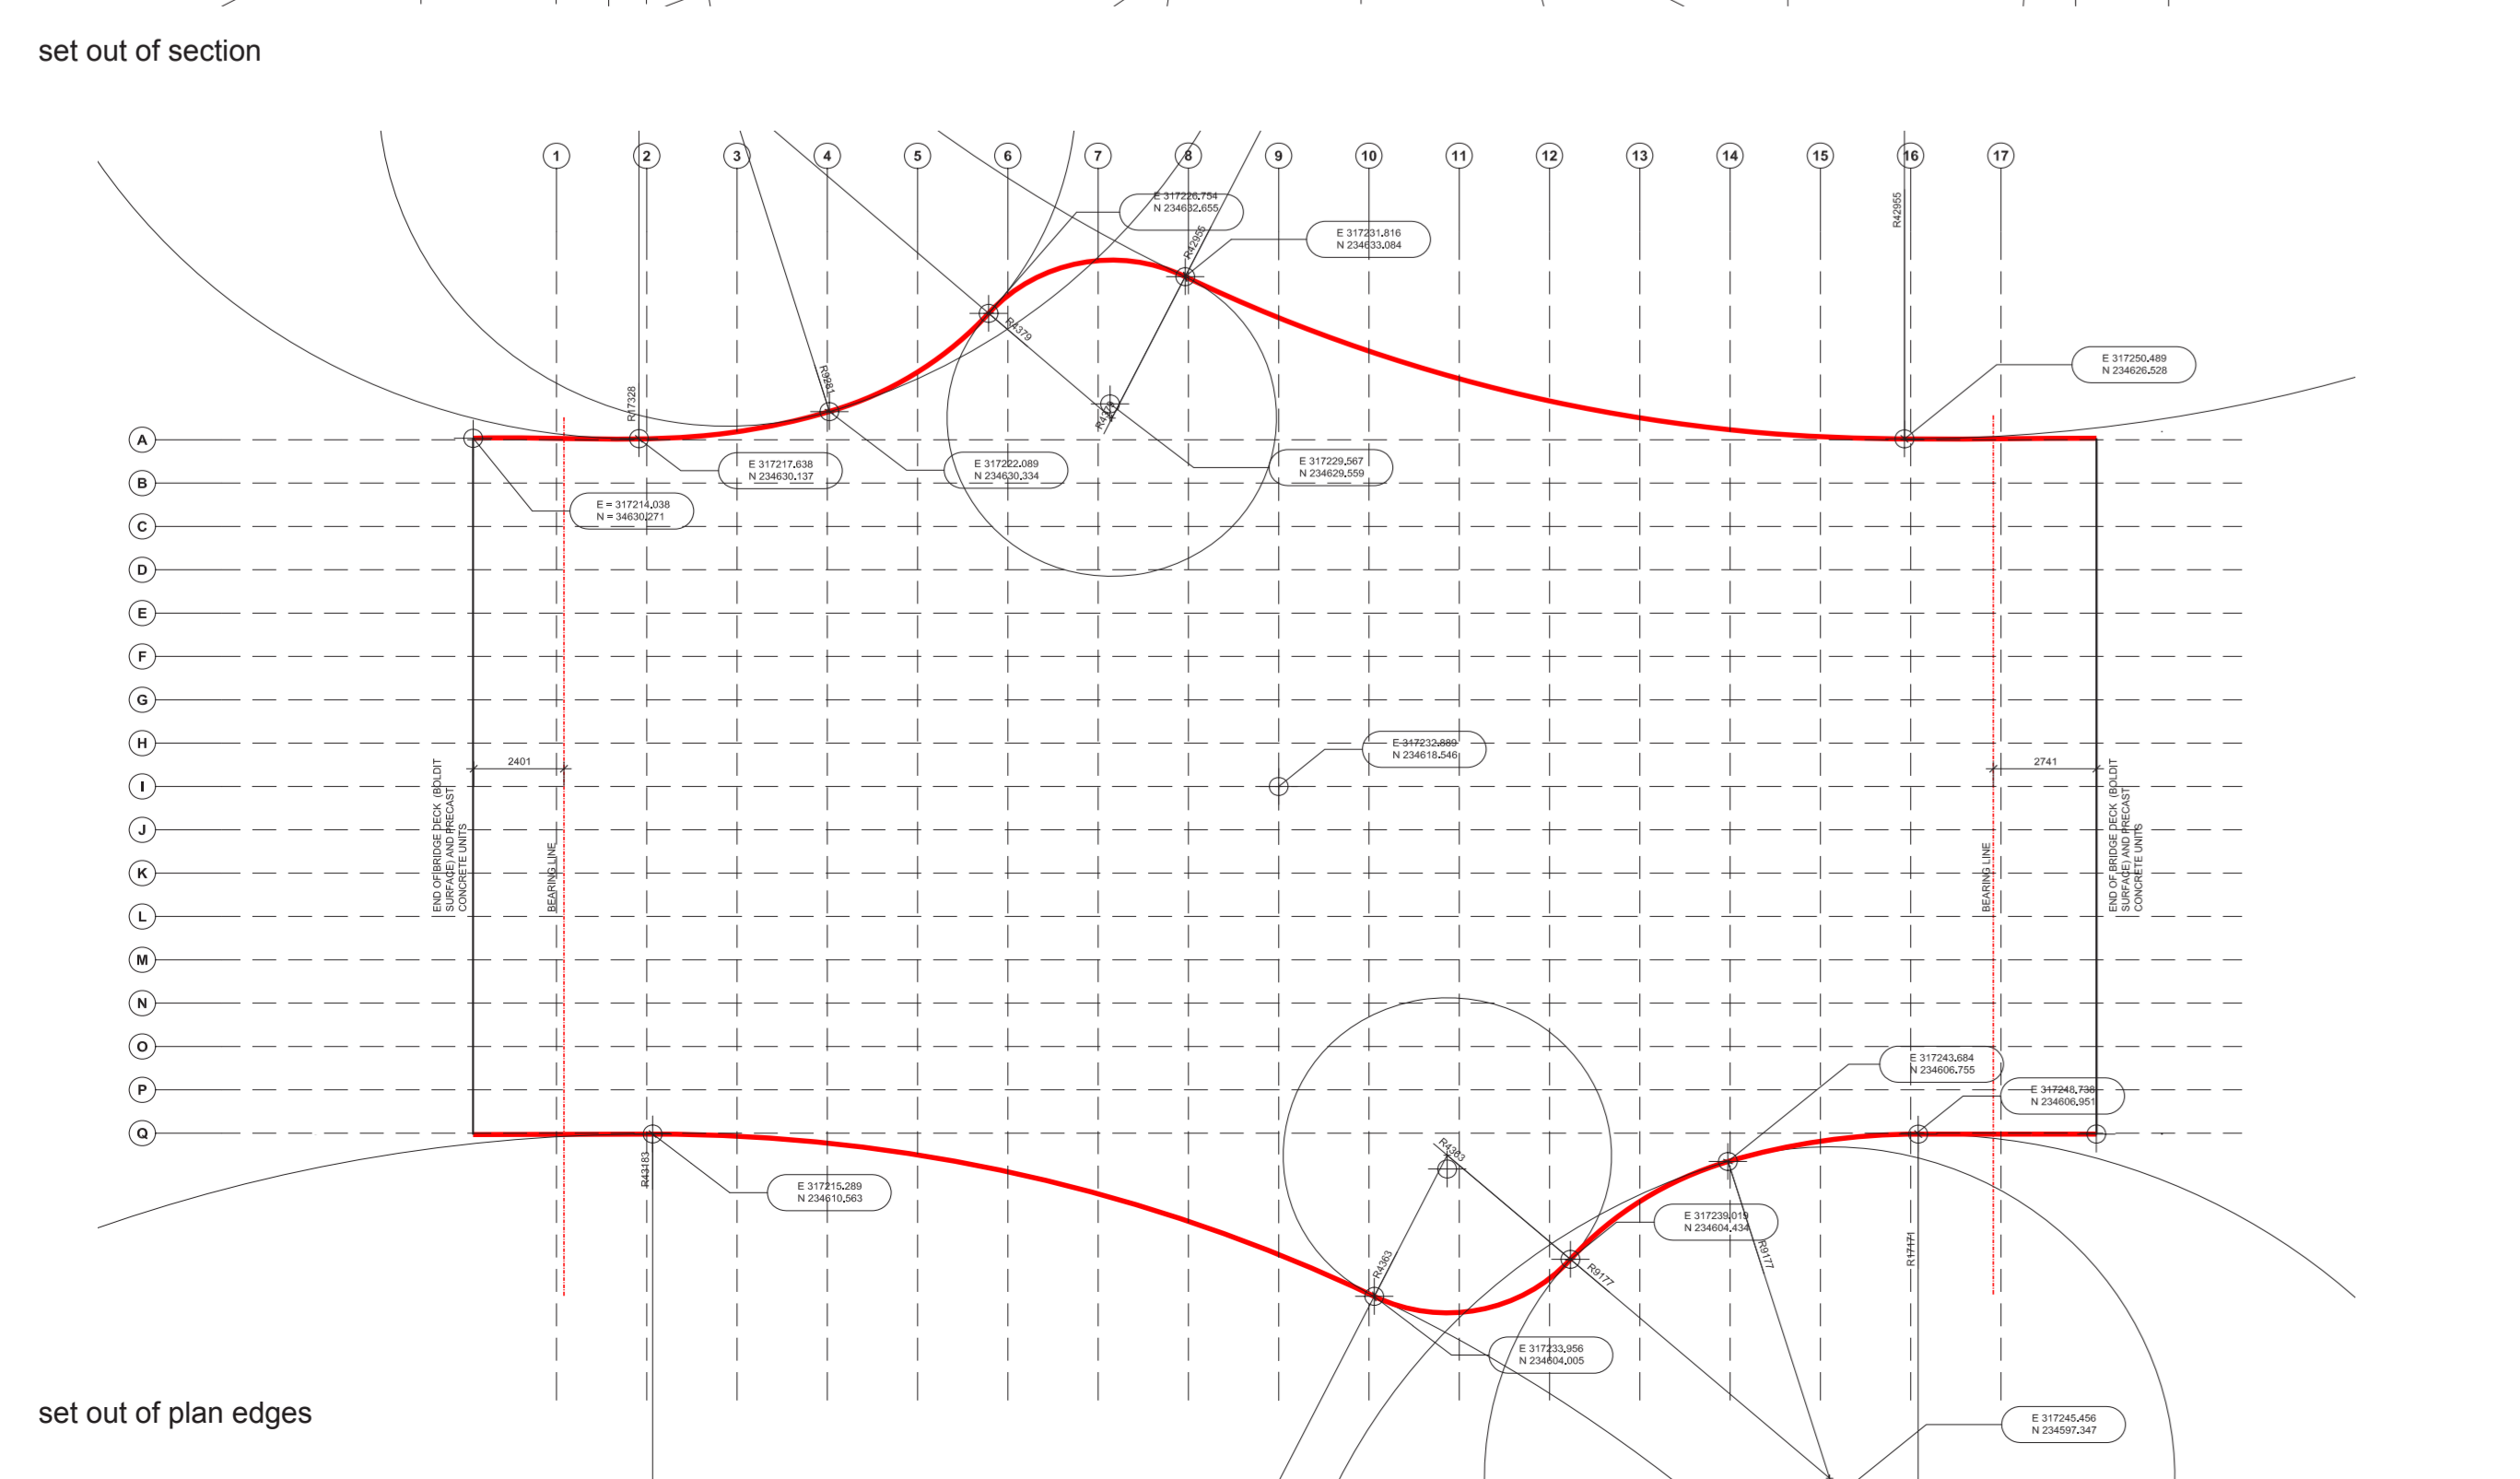 set out of section
1
2
3
4
5
6
7
8
9
10
11
12
13
14
15
16
17
E 317226.754
N 234632.655
R42955
E 317231.816
N 234633.084
R42955
R4379
E 317250.489
N 234626.528
R17328
R9281
R4379
A
B
C
D
E
F
G
H
I
J
K
L
M
N
O
P
Q
E 317217.638
N 234630.137
E 317222.089
N 234630.334
E 317229.567
N 234629.559
E = 317214.038
N = 34630.271
E 317232.889
N 234618.546
2401
2741
END OF BRIDGE DECK (BOLDIT
SURFACE) AND PRECAST
CONCRETE UNITS
BEARING LINE
BEARING LINE
END OF BRIDGE DECK (BOLDIT
SURFACE) AND PRECAST
CONCRETE UNITS
E 317243.684
N 234606.755
E 317248.738
N 234606.951
R43183
E 317215.289
N 234610.563
R4363
R4363
E 317239.019
N 234604.434
R9177
R9177
R17171
E 317233.956
N 234604.005
set out of plan edges
E 317245.456
N 234597.347